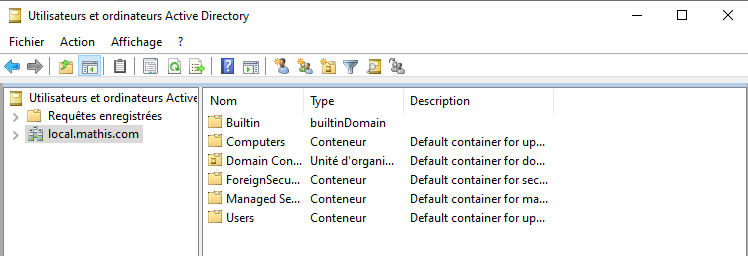 Utilisateurs et ordinateurs Active Directory
Fichier Action Affichage ?
Utilisateurs et ordinateurs Active
Requêtes enregistrées
local.mathis.com
Nom Type Description
Builtin builtinDomain
Computers Conteneur Default container for up...
Domain Con... Unité d'organi... Default container for do...
ForeignSecu... Conteneur Default container for sec...
Managed Se... Conteneur Default container for ma...
Users Conteneur Default container for up...